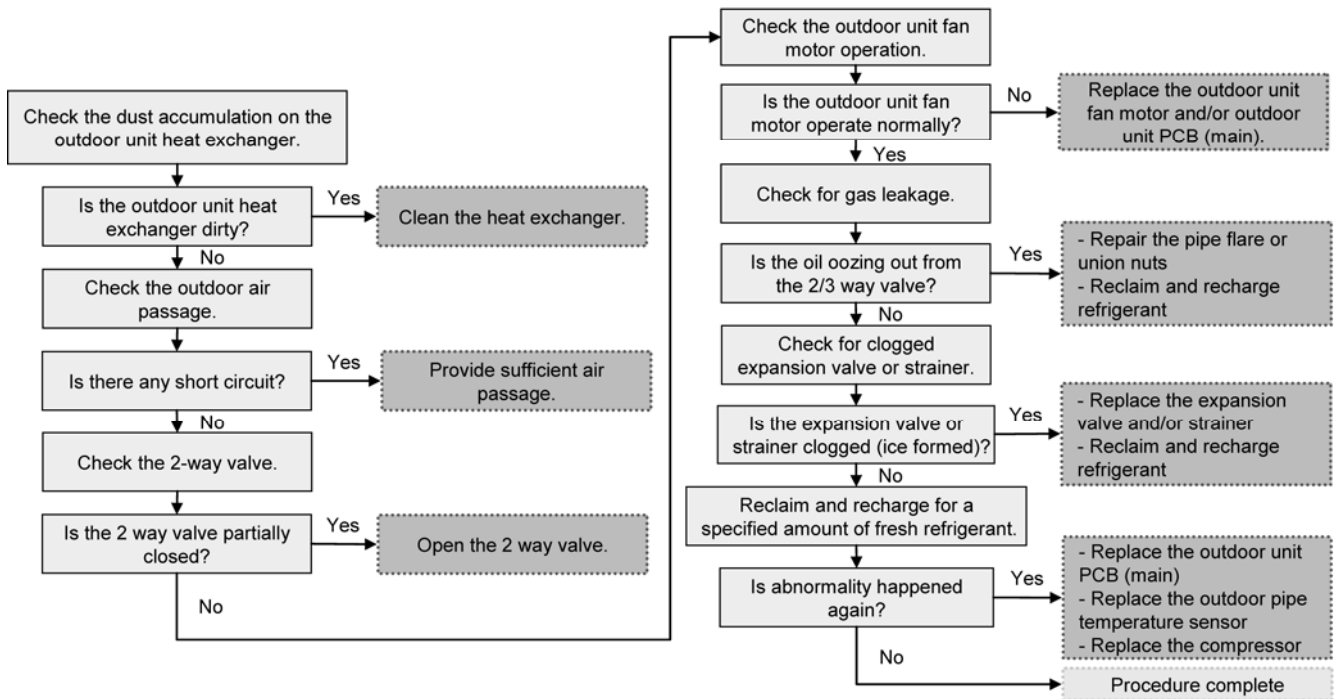 Check the dust accumulation on the
outdoor unit heat exchanger.
Is the outdoor unit heat
exchanger dirty?
Yes
Clean the heat exchanger.
No
Check the outdoor air
passage.
Is there any short circuit?
Yes
Provide sufficient air
passage.
No
Check the 2-way valve.
Is the 2 way valve partially
closed?
Yes
Open the 2 way valve.
No
Check the outdoor unit fan
motor operation.
Is the outdoor unit fan
motor operate normally?
No
Replace the outdoor unit
fan motor and/or outdoor
unit PCB (main).
Yes
Check for gas leakage.
Is the oil oozing out from
the 2/3 way valve?
Yes
- Repair the pipe flare or
union nuts
- Reclaim and recharge
refrigerant
No
Check for clogged
expansion valve or strainer.
Is the expansion valve or
strainer clogged (ice formed)?
Yes
- Replace the expansion
valve and/or strainer
- Reclaim and recharge
refrigerant
No
Reclaim and recharge for a
specified amount of fresh refrigerant.
Is abnormality happened
again?
Yes
- Replace the outdoor unit
PCB (main)
- Replace the outdoor pipe
temperature sensor
- Replace the compressor
No
Procedure complete